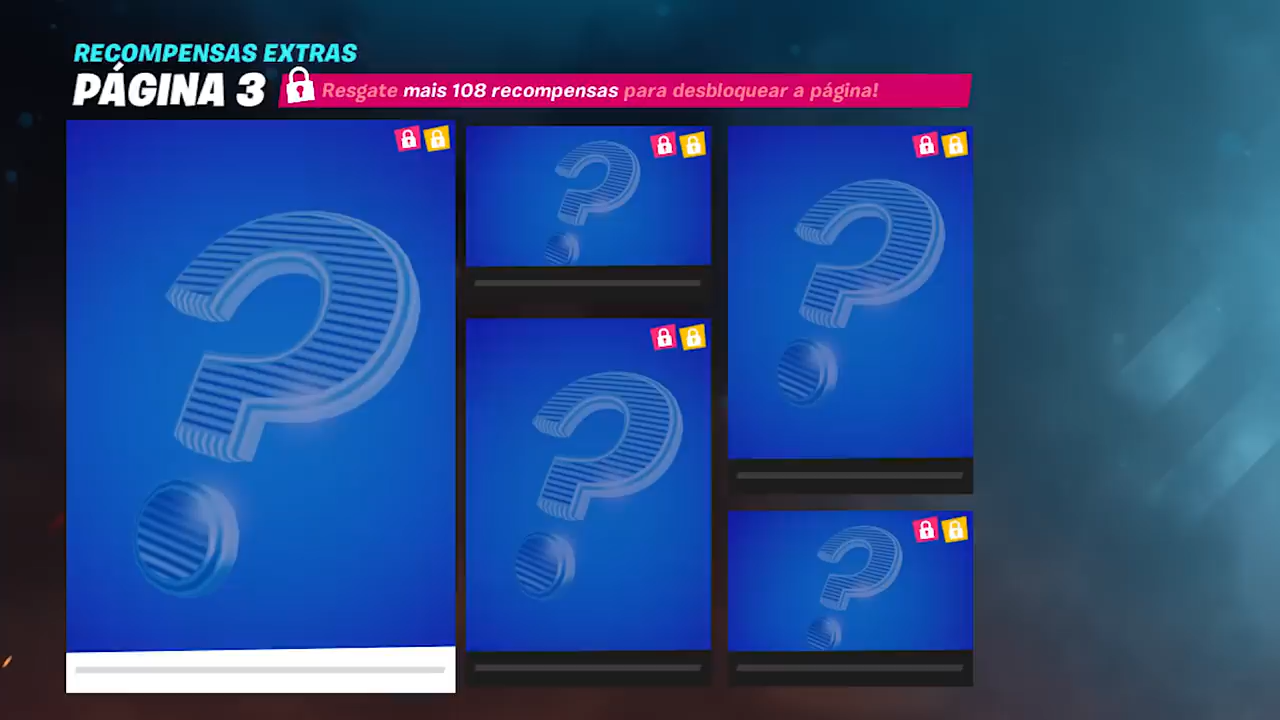 RECOMPENSAS EXTRAS
PÁGINA 3
Resgate mais 108 recompensas para desbloquear a página!